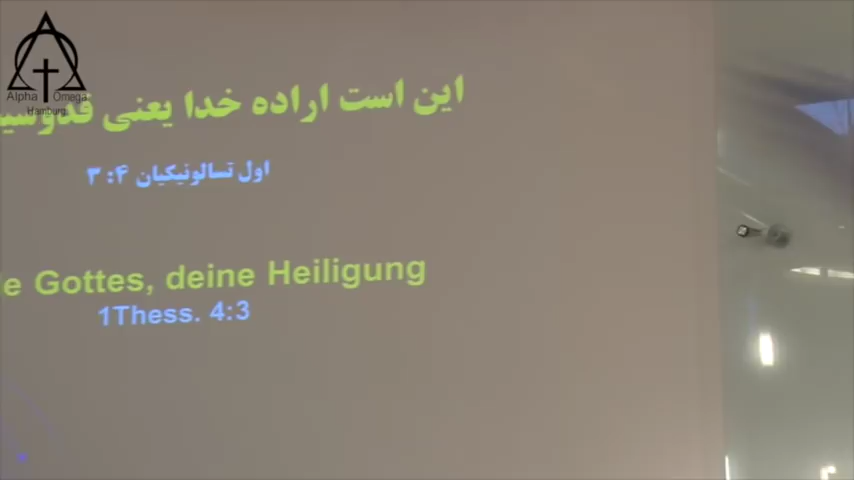 Alpha Omega
Hamburg
این است اراده خدا یعنی
اول تسالونیکیان ۴: ۳
Gottes, deine Heiligung
1Thess. 4:3